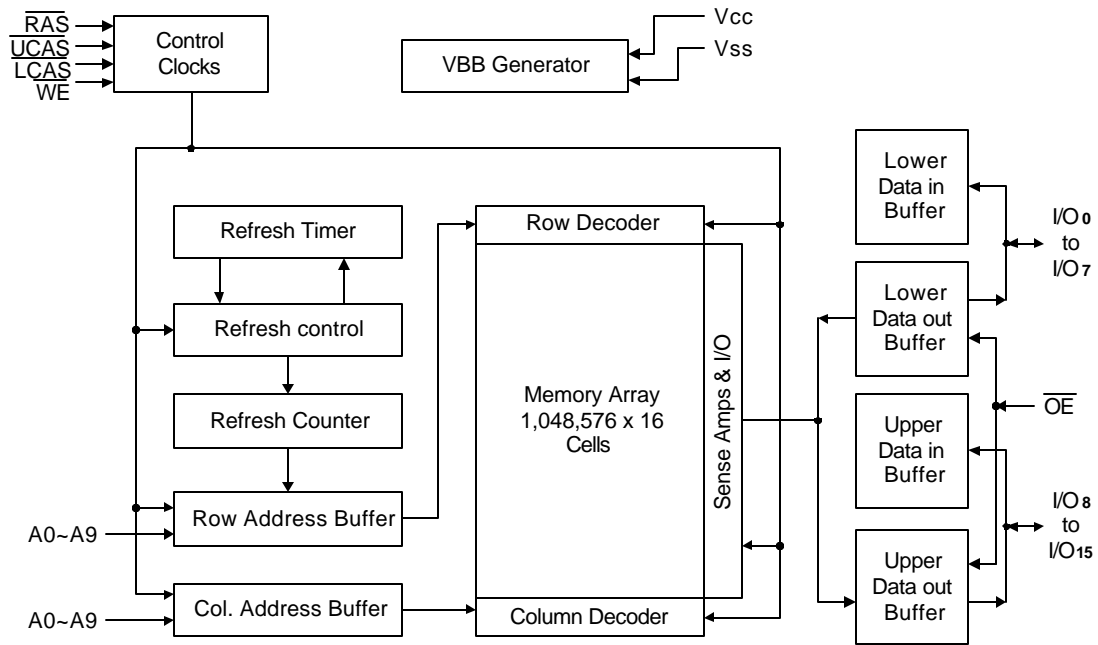 RAS
UCAS
LCAS
WE
Control
Clocks
VBB Generator
Vcc
Vss
Refresh Timer
Refresh control
Refresh Counter
Row Address Buffer
Col. Address Buffer
A0~A9
A0~A9
Row Decoder
Memory Array
1,048,576 x 16
Cells
Column Decoder
Sense Amps & I/O
Lower
Data in
Buffer
Lower
Data out
Buffer
Upper
Data in
Buffer
Upper
Data out
Buffer
I/O0
to
I/O7
OE
I/O8
to
I/O15